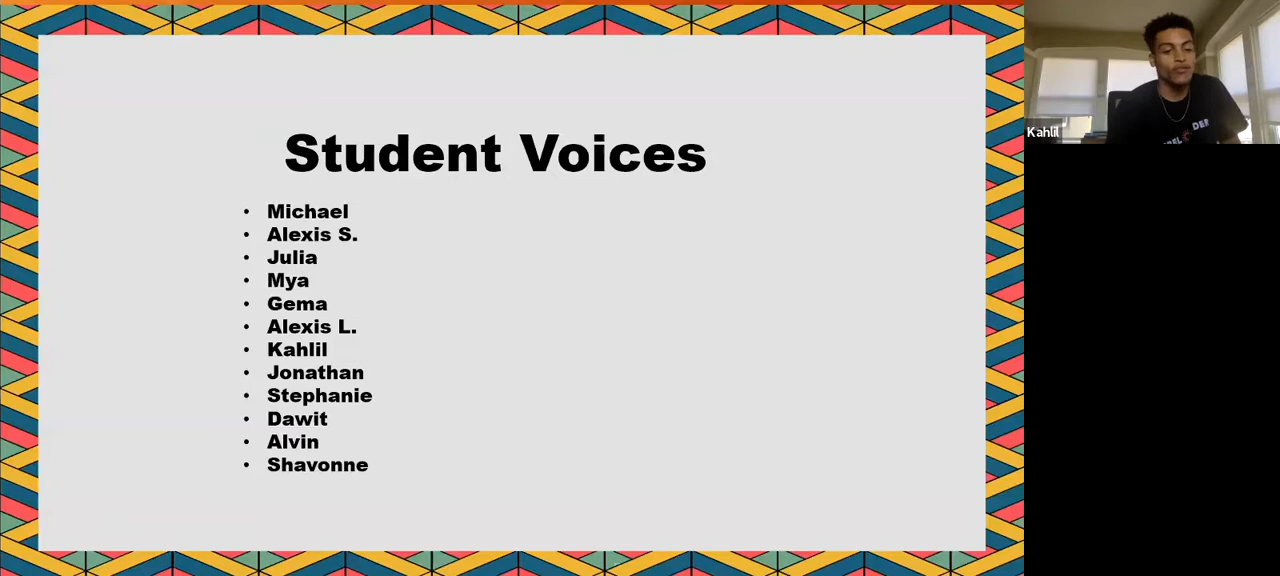 Student Voices
• Michael
• Alexis S.
• Julia
• Mya
• Gema
• Alexis L.
• Kahlil
• Jonathan
• Stephanie
• Dawit
• Alvin
• Shavonne
Kahlil